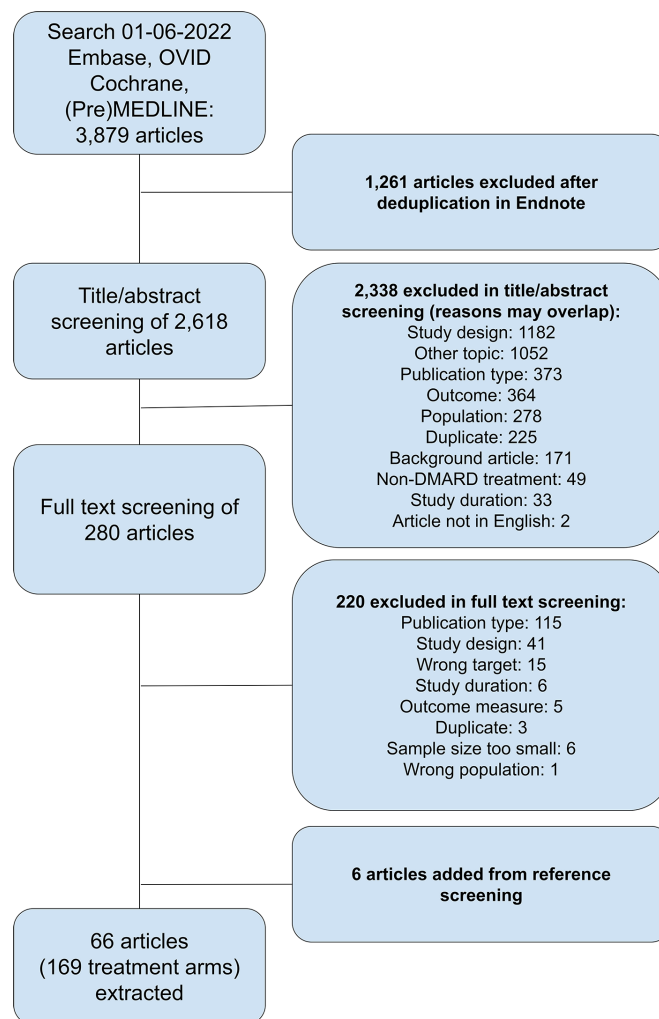 Search 01-06-2022
Embase, OVID
Cochrane,
(Pre)MEDLINE:
3,879 articles
1,261 articles excluded after
deduplication in Endnote
Title/abstract
screening of 2,618
articles
2,338 excluded in title/abstract
screening (reasons may overlap):
Study design: 1182
Other topic: 1052
Publication type: 373
Outcome: 364
Population: 278
Duplicate: 225
Background article: 171
Non-DMARD treatment: 49
Study duration: 33
Article not in English: 2
Full text screening of
280 articles
220 excluded in full text screening:
Publication type: 115
Study design: 41
Wrong target: 15
Study duration: 6
Outcome measure: 5
Duplicate: 3
Sample size too small: 6
Wrong population: 1
6 articles added from reference
screening
66 articles
(169 treatment arms)
extracted